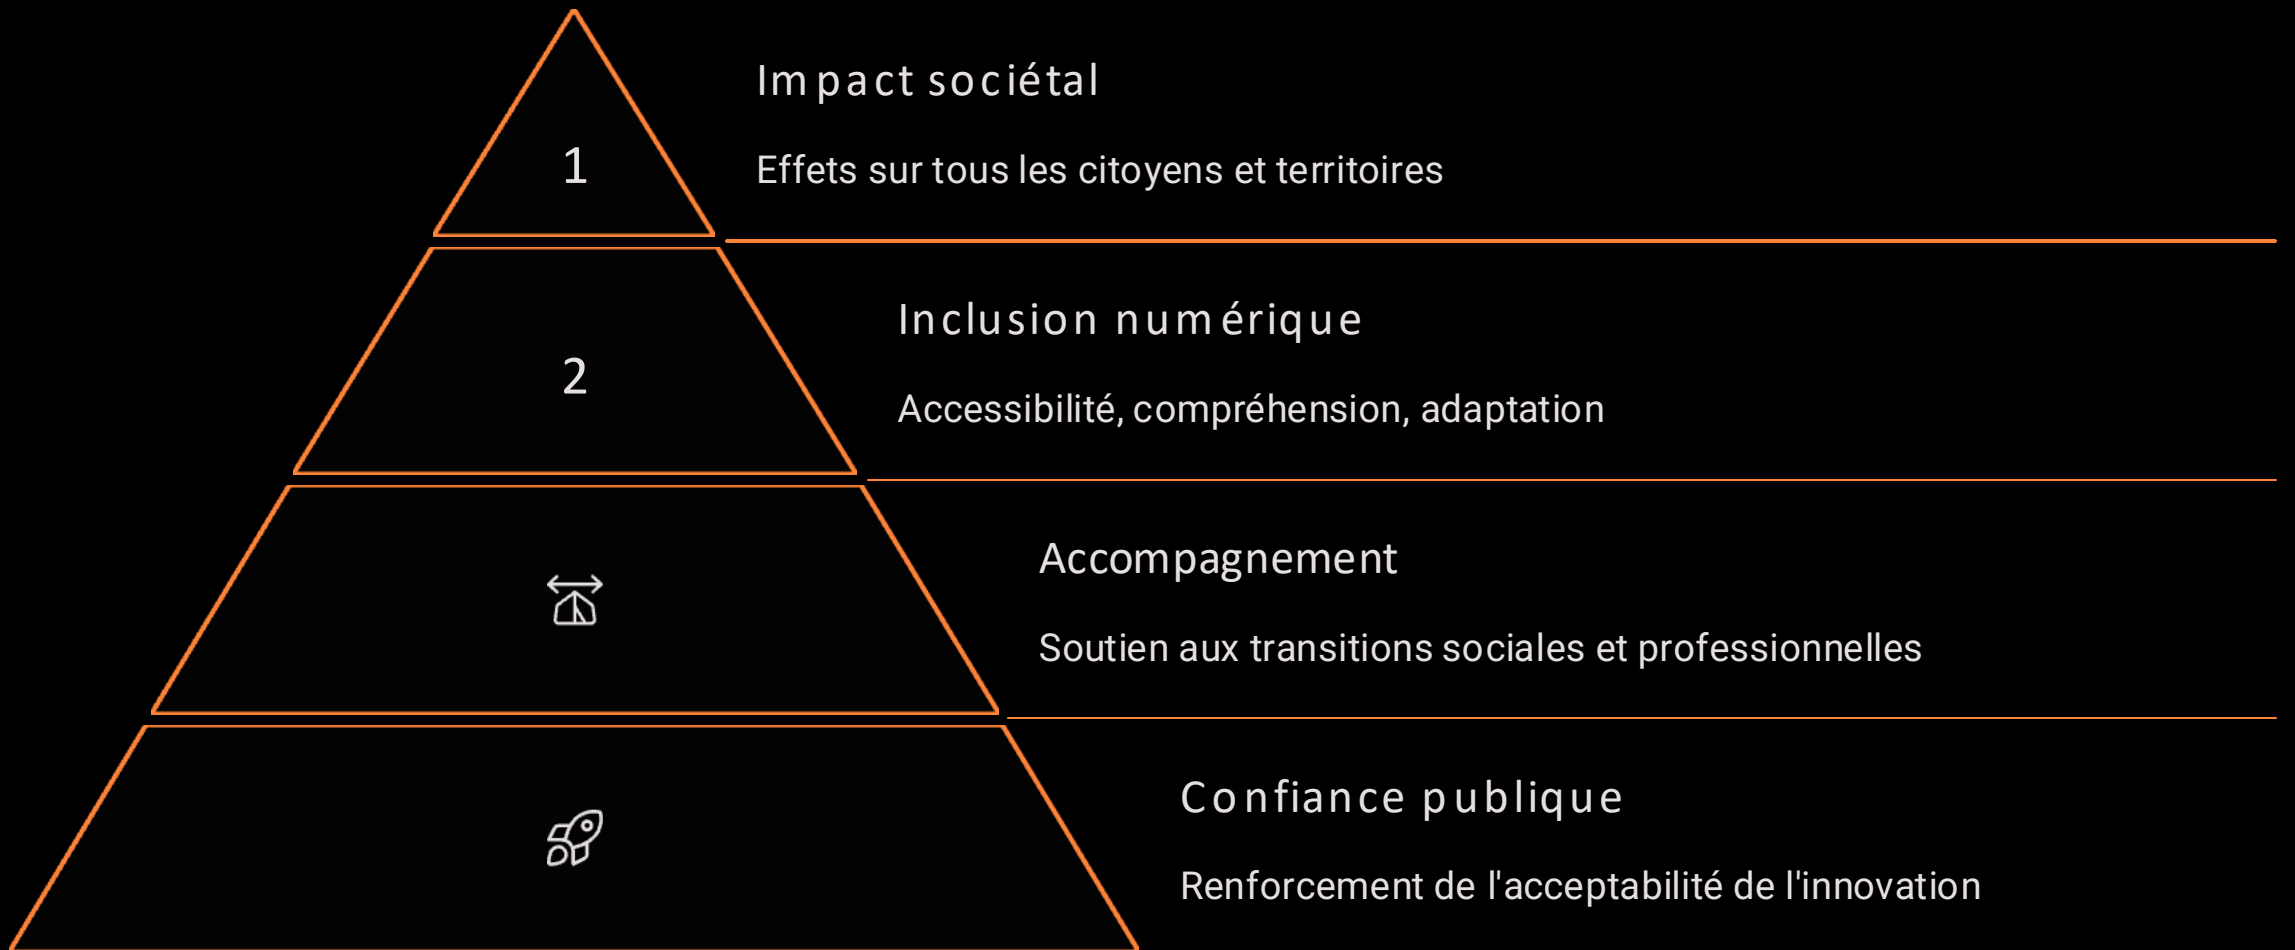 Impact sociétal
1
Effets sur tous les citoyens et territoires
Inclusion numérique
2
Accessibilité, compréhension, adaptation
Accompagnement
Soutien aux transitions sociales et professionnelles
Confiance publique
Renforcement de l'acceptabilité de l'innovation